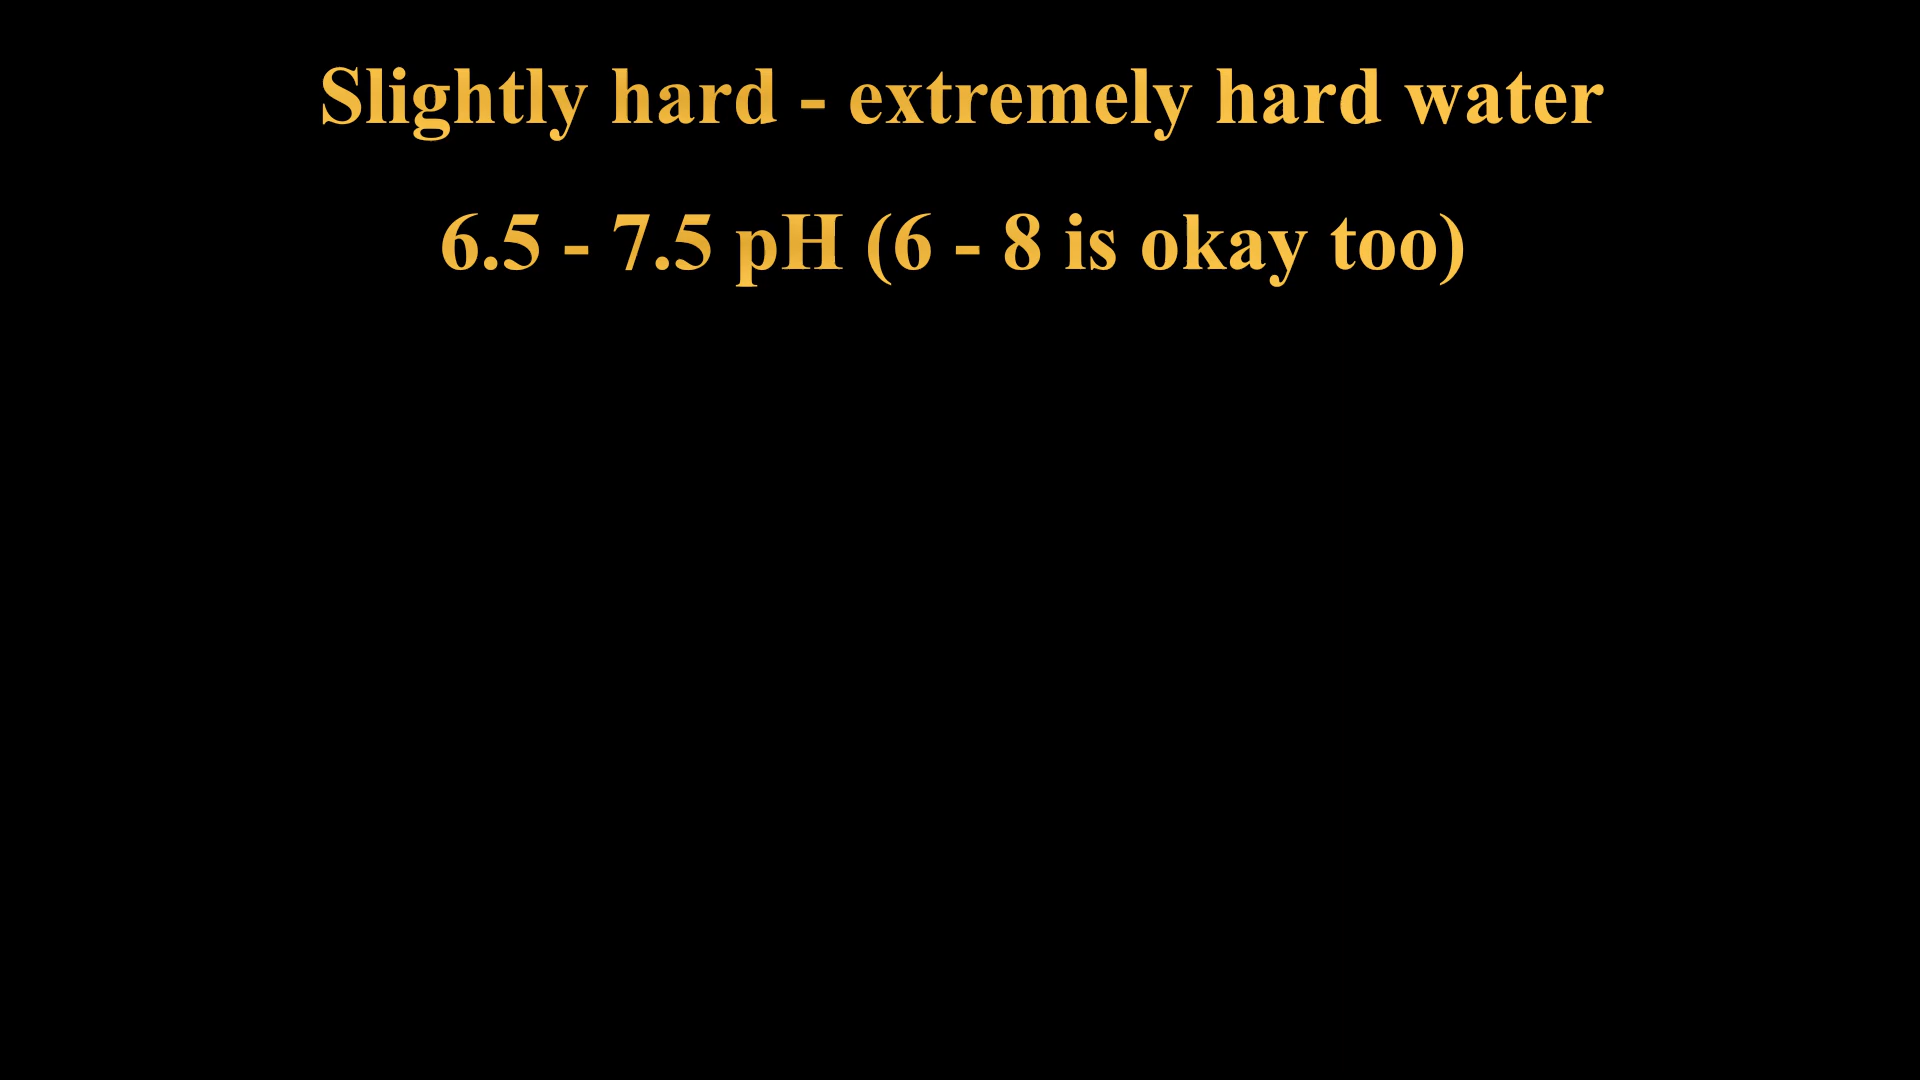 Slightly hard - extremely hard water
6.5 - 7.5 pH (6 - 8 is okay too)